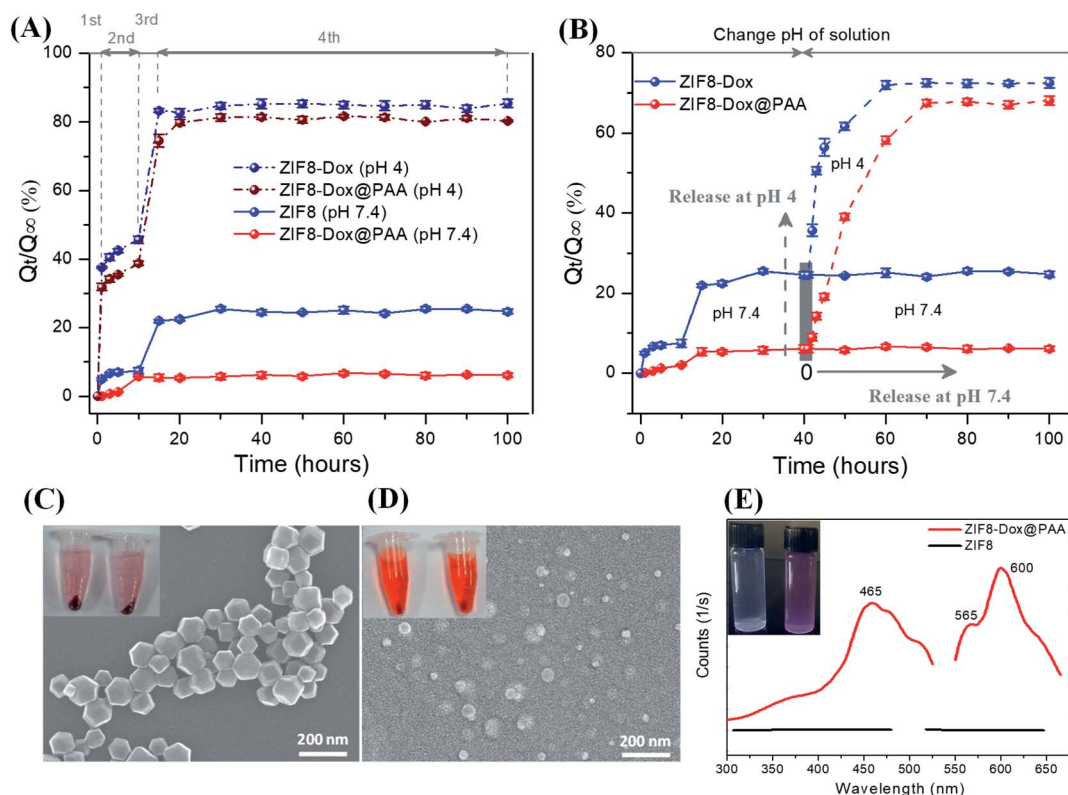 (A)
1st
2nd
3rd
4th
Qt/Q∞ (%)
100
80
60
40
20
0
ZIF8-Dox (pH 4)
ZIF8-Dox@PAA (pH 4)
ZIF8 (pH 7.4)
ZIF8-Dox@PAA (pH 7.4)
0 20 40 60 80 100
Time (hours)
(B)
Change pH of solution
Qt/Q∞ (%)
80
60
40
20
0
ZIF8-Dox
ZIF8-Dox@PAA
pH 4
Release at pH 4
pH 7.4
pH 7.4
0
Release at pH 7.4
0 20 40 60 80 100
Time (hours)
(C)
200 nm
(D)
200 nm
(E)
ZIF8-Dox@PAA
ZIF8
465
565
600
Counts (1/s)
300 350 400 450 500 550 600 650
Wavelength (nm)